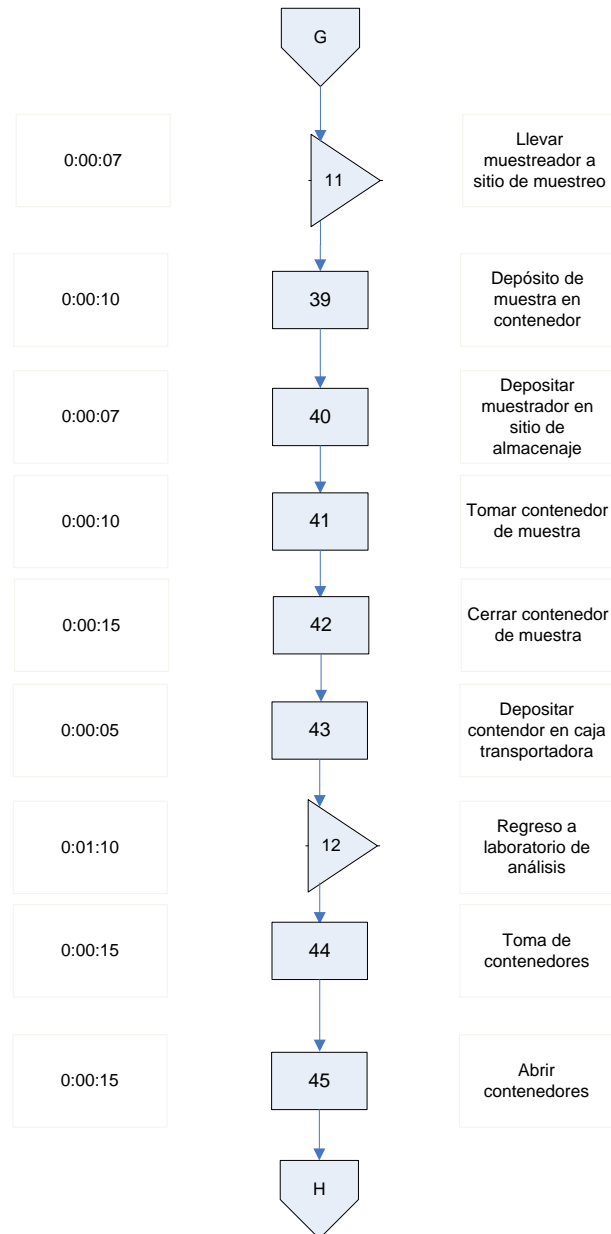 G
0:00:07
11
Llevar
muestreador a
sitio de muestreo
0:00:10
39
Depósito de
muestra en
contenedor
0:00:07
40
Depositar
muestrador en
sitio de
almacenaje
0:00:10
41
Tomar contenedor
de muestra
0:00:15
42
Cerrar contenedor
de muestra
0:00:05
43
Depositar
contendor en caja
transportadora
0:01:10
12
Regreso a
laboratorio de
análisis
0:00:15
44
Toma de
contenedores
0:00:15
45
Abrir
contenedores
H